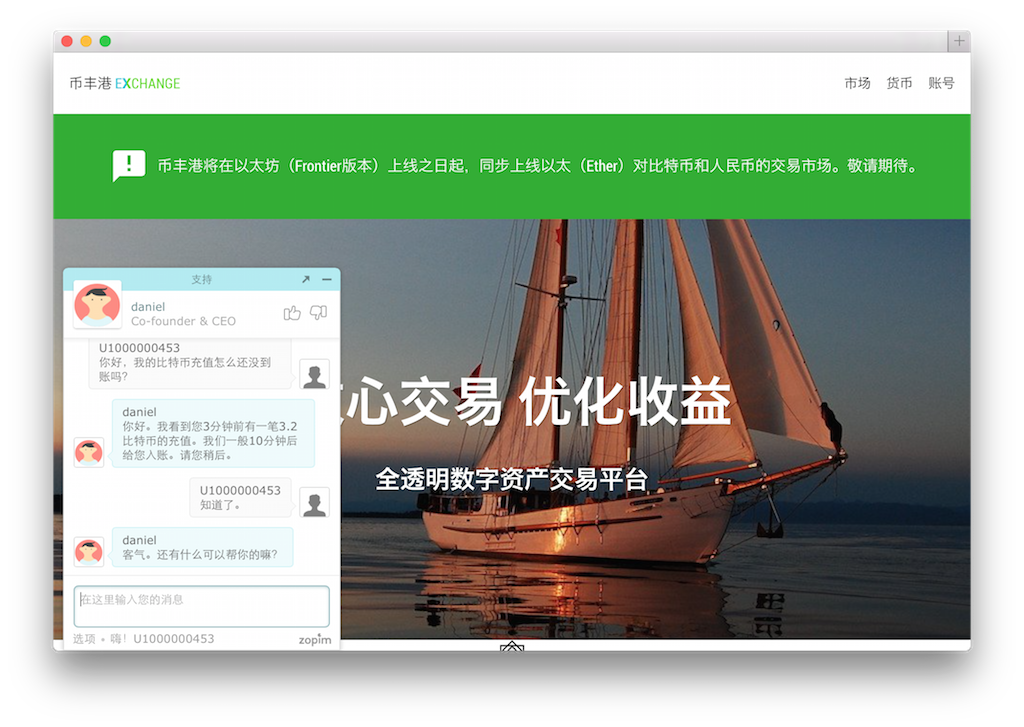 币丰港 EXCHANGE
市场 货币 账号
币丰港将在以太坊（Frontier版本）上线之日起，同步上线以太（Ether）对比特币和人民币的交易市场。敬请期待。
心交易 优化收益
全透明数字资产交易平台
支持
daniel
Co-founder & CEO
U1000000453
你好，我的比特币充值怎么还没到
账吗？
daniel
你好。我看到您3分钟前有一笔3.2
比特币的充值。我们一般10分钟后
给您入账。请您稍后。
U1000000453
知道了。
daniel
客气。还有什么可以帮你的嘛？
在这里输入您的消息
选项 • 嗨！U1000000453
zopim